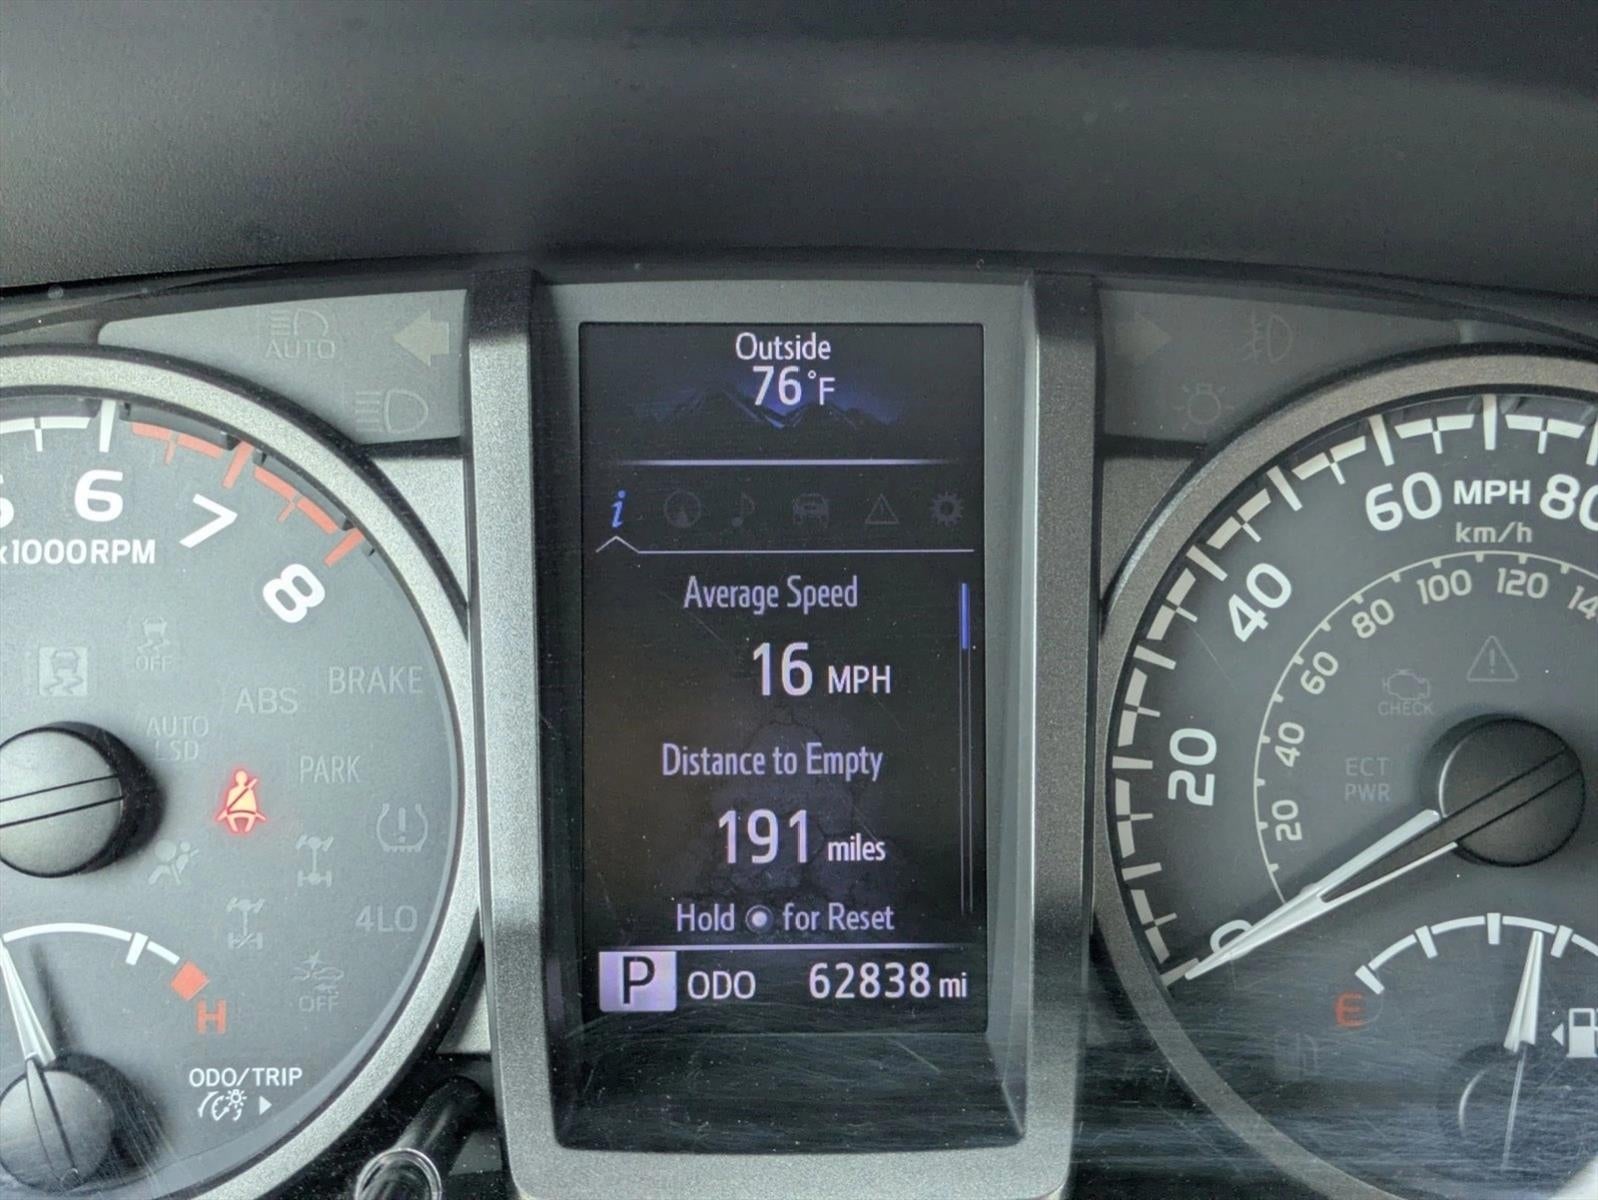 Outside
76°F
i
Average Speed
16 MPH
Distance to Empty
191 miles
Hold for Reset
P ODO 62838 mi
AUTO
6
7
8
x1000RPM
OFF
OFF
BRAKE
ABS
AUTO
LSD
PARK
4LO
OFF
H
ODO/TRIP
0
20
40
60
MPH
80
km/h
20
40
60
80
100
120
CHECK
ECT
PWR
E